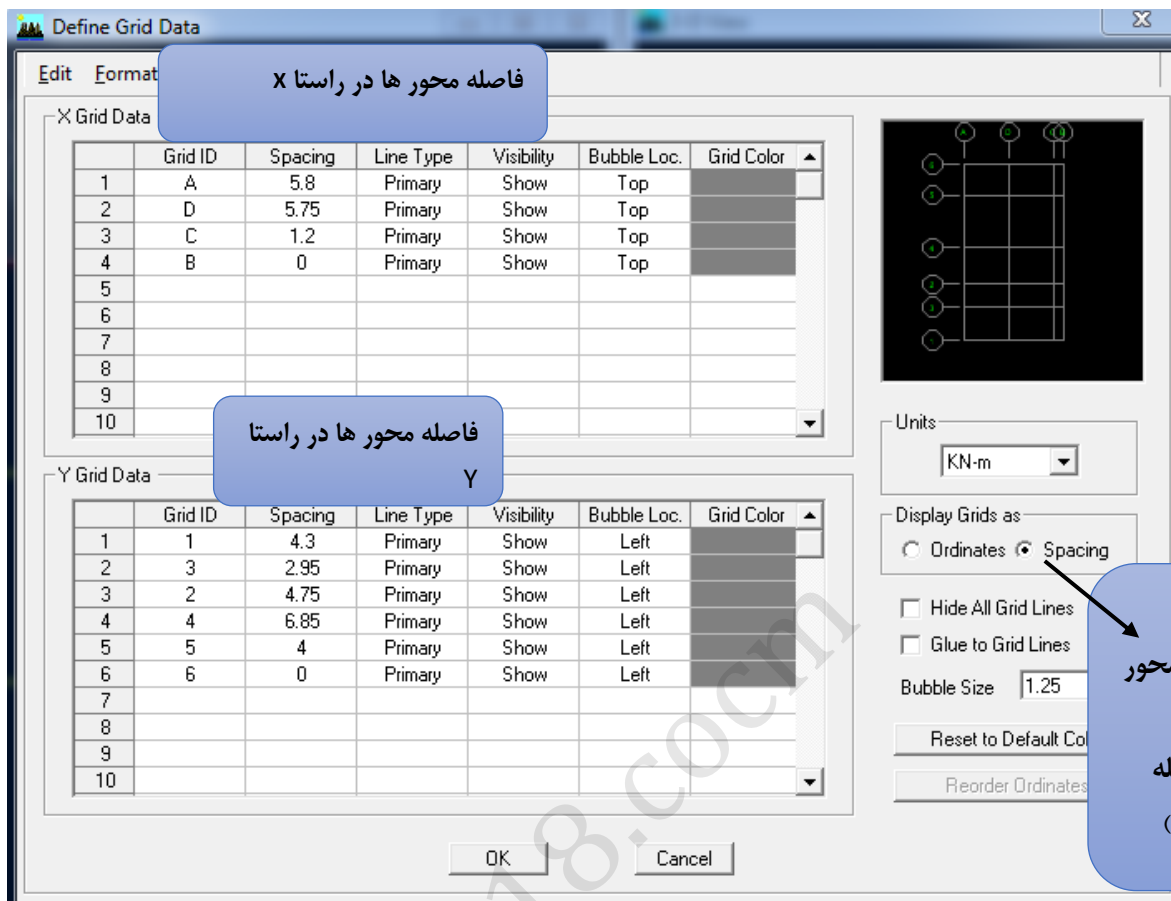 Define Grid Data
Edit Format
فاصله محور ها در راستا X
X Grid Data
Grid ID Spacing Line Type Visibility Bubble Loc. Grid Color
1 A 5.8 Primary Show Top
2 D 5.75 Primary Show Top
3 C 1.2 Primary Show Top
4 B 0 Primary Show Top
5
6
7
8
9
10
فاصله محور ها در راستا
Y
Y Grid Data
Grid ID Spacing Line Type Visibility Bubble Loc. Grid Color
1 1 4.3 Primary Show Left
2 3 2.95 Primary Show Left
3 2 4.75 Primary Show Left
4 4 6.85 Primary Show Left
5 5 4 Primary Show Left
6 6 0 Primary Show Left
7
8
9
10
Units
KN-m
Display Grids as
Ordinates Spacing
Hide All Grid Lines
Glue to Grid Lines
Bubble Size 1.25
Reset to Default Col
Reorder Ordinates
محور
OK Cancel
18.cocm